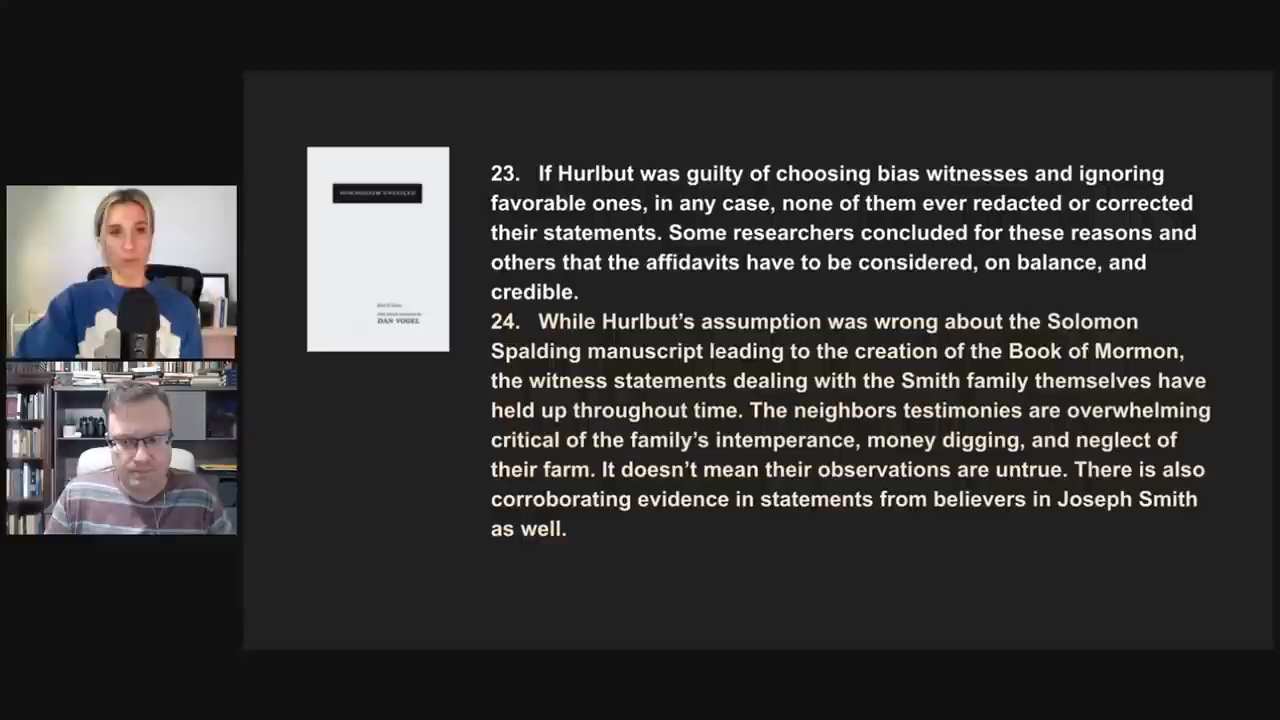 23. If Hurlbut was guilty of choosing bias witnesses and ignoring
favorable ones, in any case, none of them ever redacted or corrected
their statements. Some researchers concluded for these reasons and
others that the affidavits have to be considered, on balance, and
credible.
24. While Hurlbut’s assumption was wrong about the Solomon
Spalding manuscript leading to the creation of the Book of Mormon,
the witness statements dealing with the Smith family themselves have
held up throughout time. The neighbors testimonies are overwhelming
critical of the family’s intemperance, money digging, and neglect of
their farm. It doesn’t mean their observations are untrue. There is also
corroborating evidence in statements from believers in Joseph Smith
as well.
DAN VOGEL